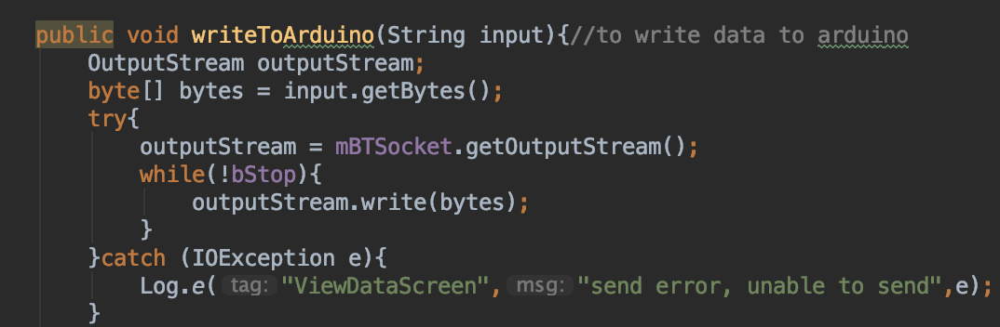 public void writeToArduino(String input){//to write data to arduino
OutputStream outputStream;
byte[] bytes = input.getBytes();
try{
outputStream = mBTSocket.getOutputStream();
while(!bStop){
outputStream.write(bytes);
}
}catch (IOException e){
Log.e( tag: "ViewDataScreen", msg: "send error, unable to send",e);
}